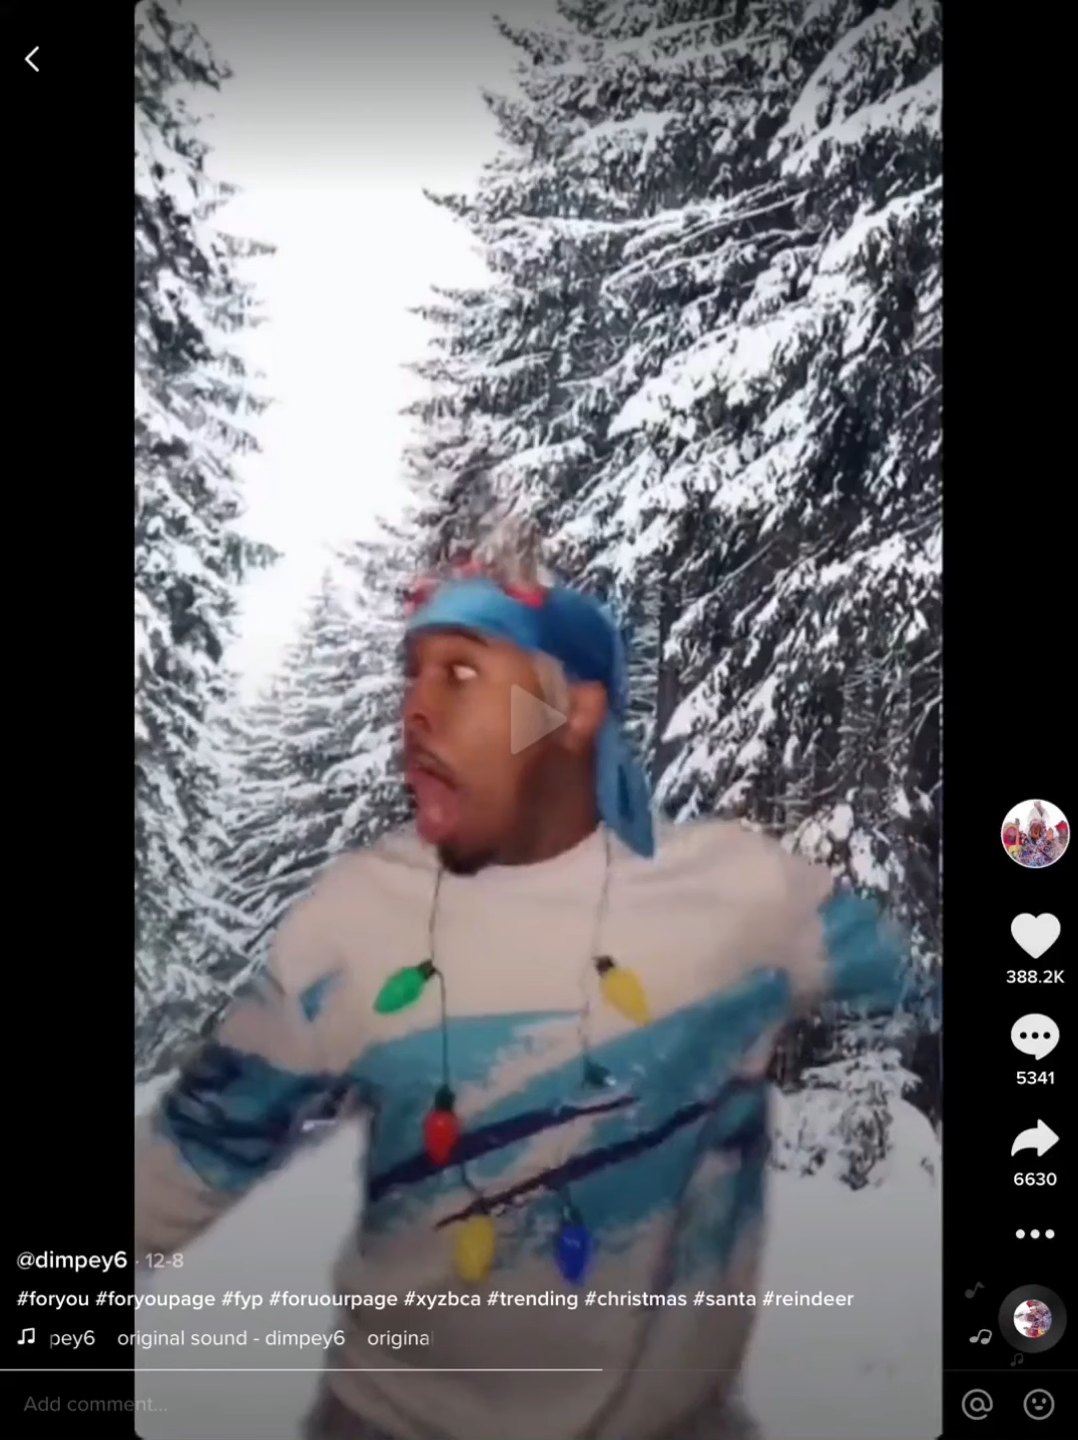 388.2K
5341
6630
@dimpey6 · 12-8
#foryou #foryoupage #fyp #foruourpage #xyzbca #trending #christmas #santa #reindeer
pey6 original sound - dimpey6 origina
Add comment...